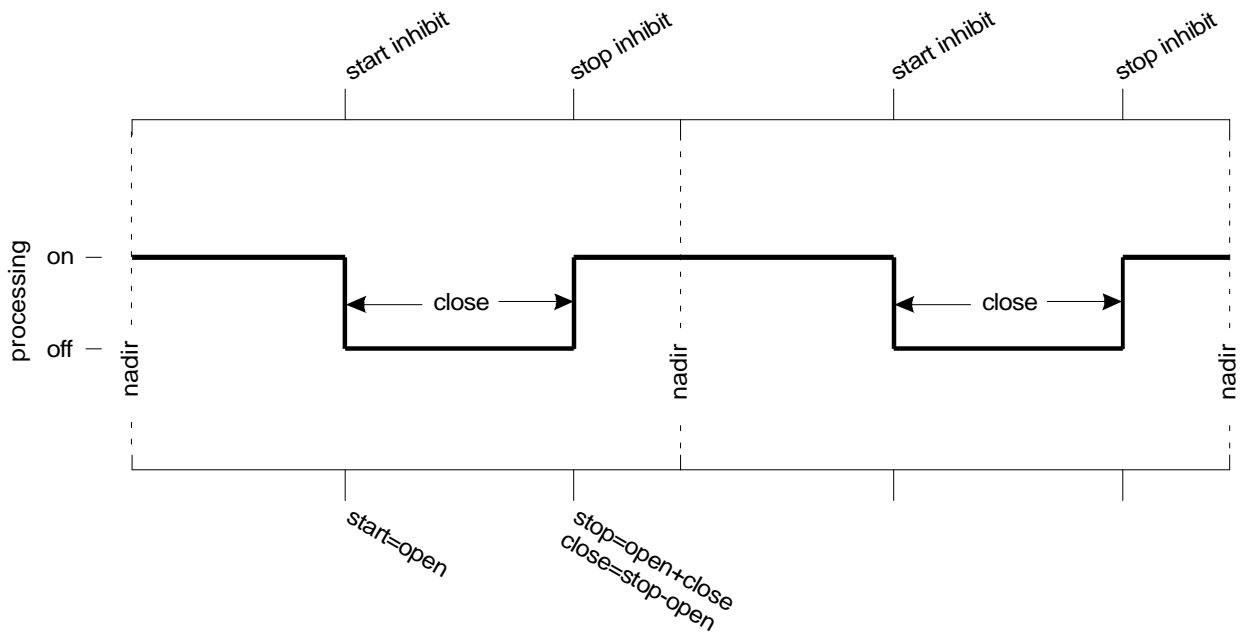 start inhibit
stop inhibit
start inhibit
stop inhibit
processing
on
off
close
close
nadir
nadir
nadir
start=open
stop=open+close
close=stop-open